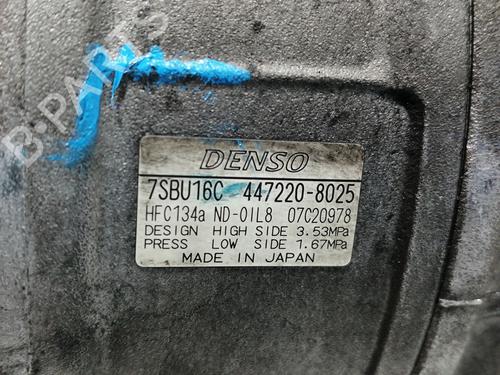 B-PARTS
DENSO
7SBU16C 447220-8025
HFC134a ND-OIL8 07C20978
DESIGN HIGH SIDE 3.53MPa
PRESS LOW SIDE 1.67MPa
MADE IN JAPAN